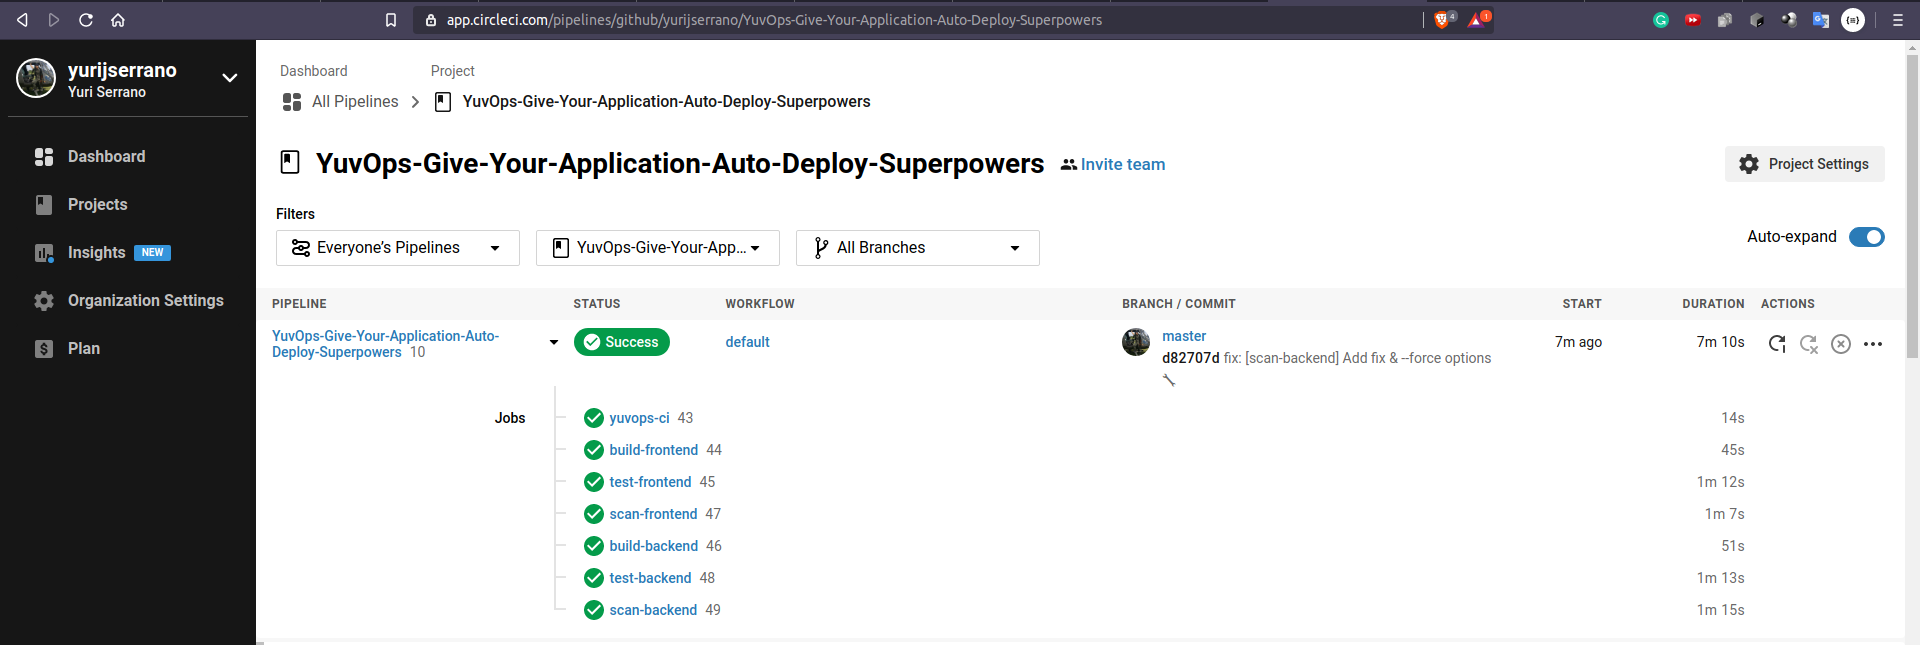 app.circleci.com/pipelines/github/yurijserrano/YuvOps-Give-Your-Application-Auto-Deploy-Superpowers
4
1
yurijserrano
Yuri Serrano
Dashboard
Projects
Insights NEW
Organization Settings
Plan
Dashboard Project
All Pipelines YuvOps-Give-Your-Application-Auto-Deploy-Superpowers
YuvOps-Give-Your-Application-Auto-Deploy-Superpowers Invite team
Project Settings
Filters
Everyone’s Pipelines YuvOps-Give-Your-App... All Branches
Auto-expand
PIPELINE STATUS WORKFLOW BRANCH / COMMIT START DURATION ACTIONS
YuvOps-Give-Your-Application-Auto-
Deploy-Superpowers 10
Success default
master
d82707d fix: [scan-backend] Add fix & --force options
7m ago 7m 10s
Jobs
yuvops-ci 43 14s
build-frontend 44 45s
test-frontend 45 1m 12s
scan-frontend 47 1m 7s
build-backend 46 51s
test-backend 48 1m 13s
scan-backend 49 1m 15s